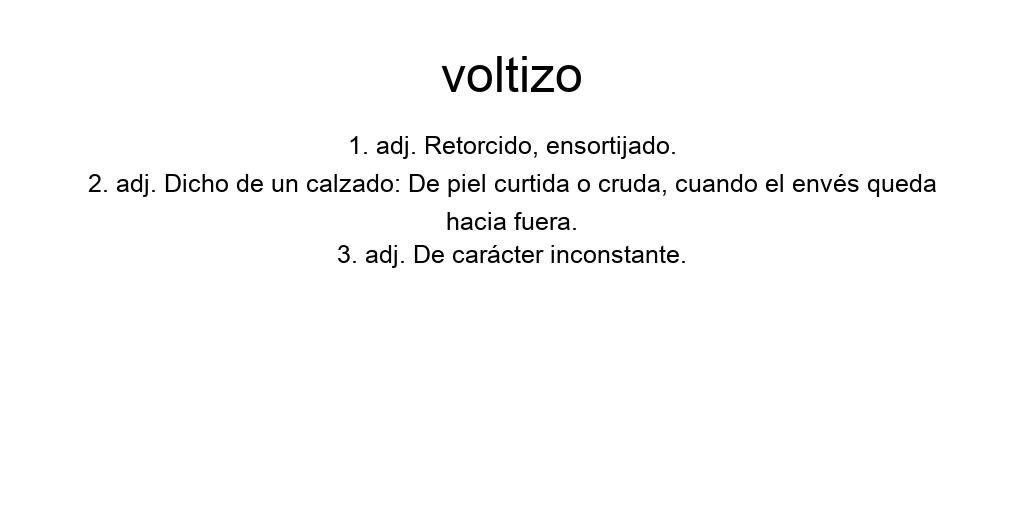 voltizo
1. adj. Retorcido, ensortijado.
2. adj. Dicho de un calzado: De piel curtida o cruda, cuando el envés queda
hacia fuera.
3. adj. De carácter inconstante.